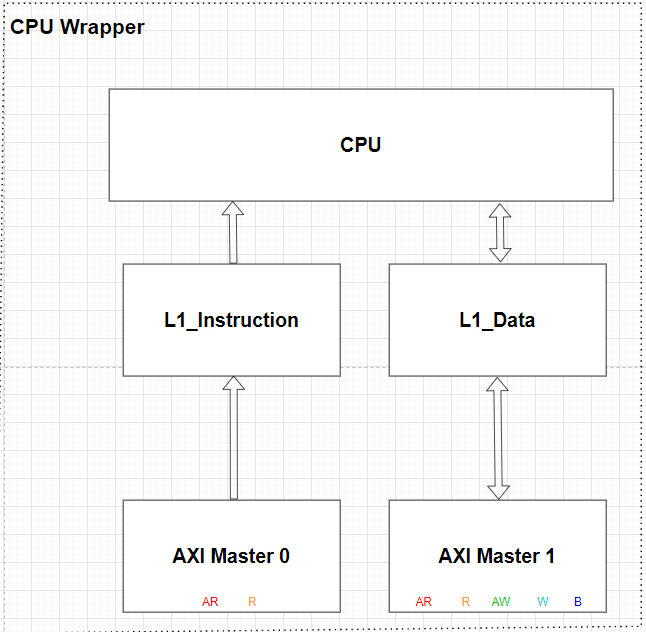 CPU Wrapper
CPU
L1_Instruction
L1_Data
AXI Master 0
AXI Master 1
AR R
AR R AW W B